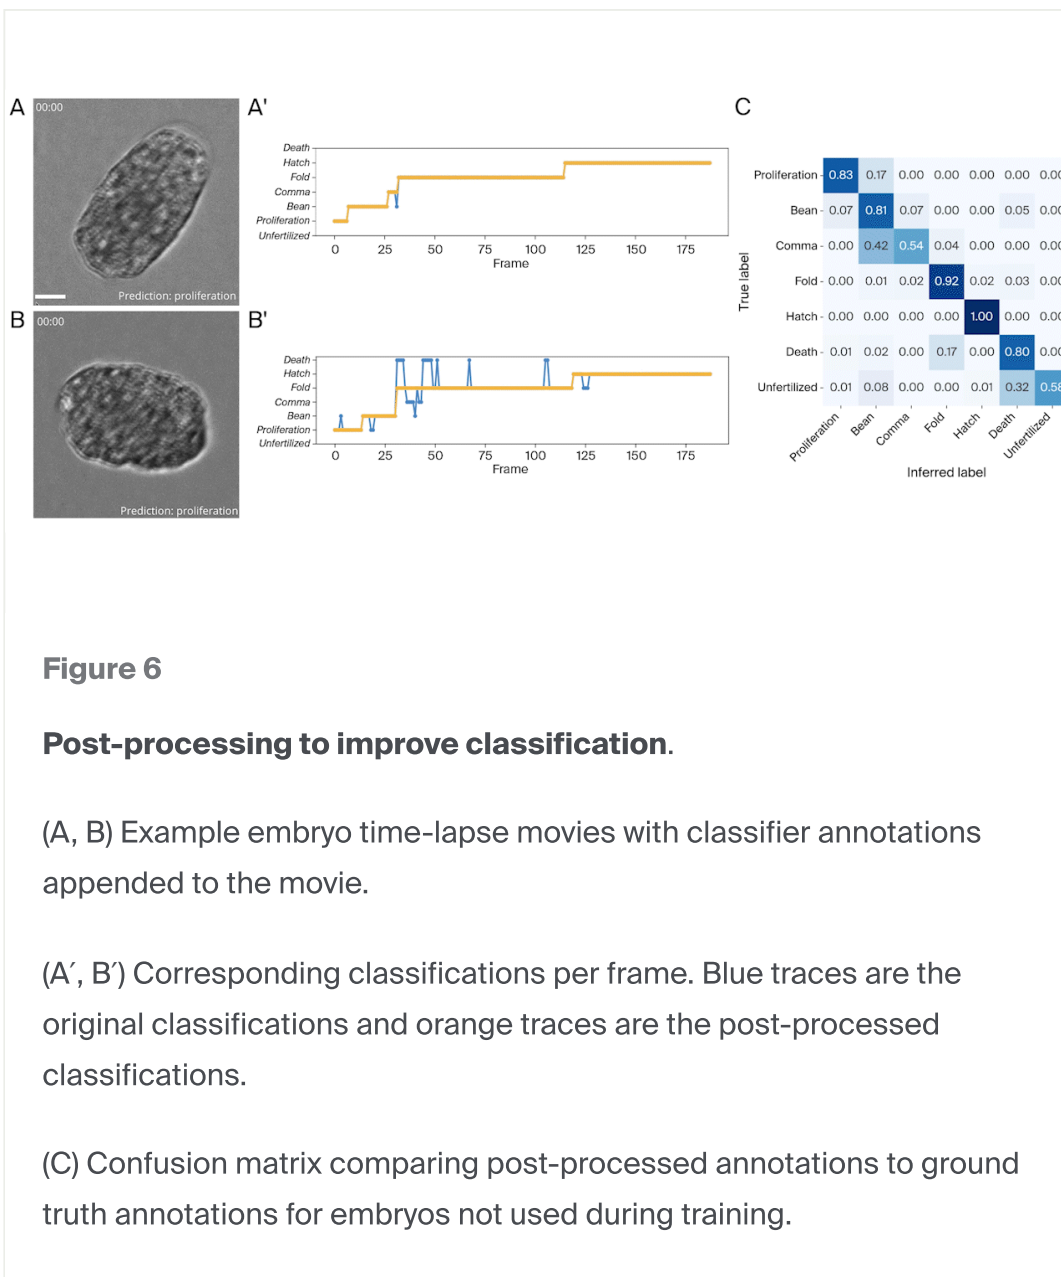 A
00:00
Prediction: proliferation
A'
Death
Hatch
Fold
Comma
Bean
Proliferation
Unfertilized
0 25 50 75 100 125 150 175
Frame
B
00:00
Prediction: proliferation
B'
Death
Hatch
Fold
Comma
Bean
Proliferation
Unfertilized
0 25 50 75 100 125 150 175
Frame
C
True label
Proliferation 0.83 0.17 0.00 0.00 0.00 0.00
Bean 0.07 0.81 0.07 0.00 0.00 0.05
Comma 0.00 0.42 0.54 0.04 0.00 0.00
Fold 0.00 0.01 0.02 0.92 0.02 0.03
Hatch 0.00 0.00 0.00 0.00 1.00 0.00 0.00
Death 0.01 0.02 0.00 0.17 0.00 0.80
Unfertilized 0.01 0.08 0.00 0.00 0.01 0.32 0.58
Proliferation Bean Comma Fold Hatch Death Unfertilized
Inferred label
Figure 6
Post-processing to improve classification.
(A, B) Example embryo time-lapse movies with classifier annotations
appended to the movie.
(A′, B′) Corresponding classifications per frame. Blue traces are the
original classifications and orange traces are the post-processed
classifications.
(C) Confusion matrix comparing post-processed annotations to ground
truth annotations for embryos not used during training.